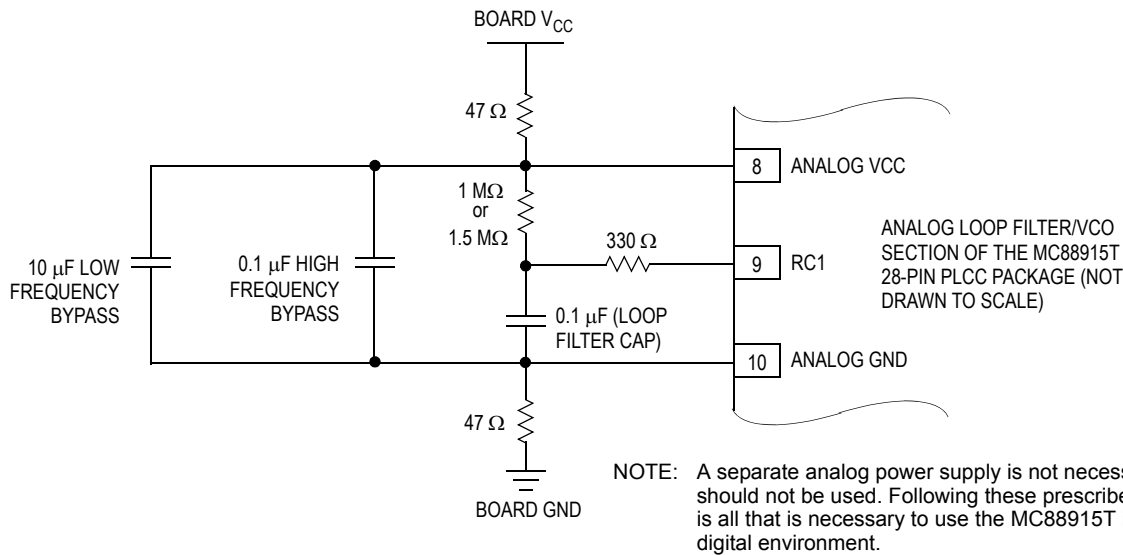 BOARD VCC
47 Ω
8 ANALOG VCC
1 MΩ
or
1.5 MΩ
330 Ω
9 RC1
ANALOG LOOP FILTER/VCO
SECTION OF THE MC88915T
28-PIN PLCC PACKAGE (NOT
DRAWN TO SCALE)
10 μF LOW
FREQUENCY
BYPASS
0.1 μF HIGH
FREQUENCY
BYPASS
0.1 μF (LOOP
FILTER CAP)
10 ANALOG GND
47 Ω
BOARD GND
NOTE: A separate analog power supply is not necess
should not be used. Following these prescribe
is all that is necessary to use the MC88915T
digital environment.